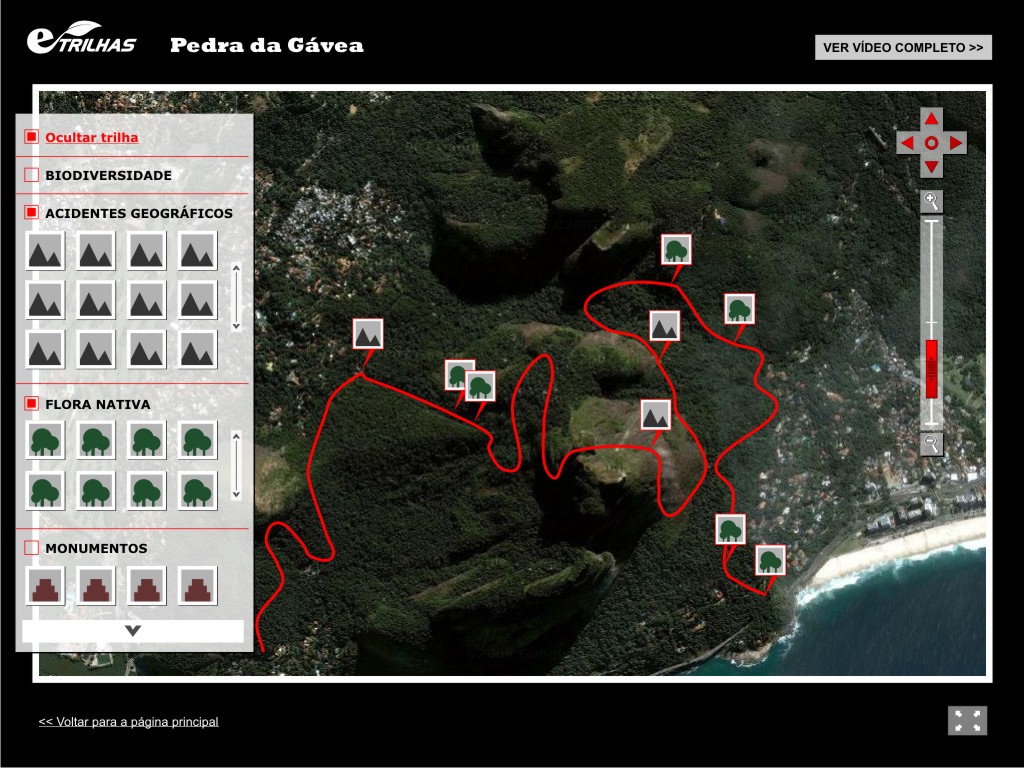 eTRILHAS
Pedra da Gávea
VER VÍDEO COMPLETO >>
Ocultar trilha
BIODIVERSIDADE
ACIDENTES GEOGRÁFICOS
FLORA NATIVA
MONUMENTOS
<< Voltar para a página principal